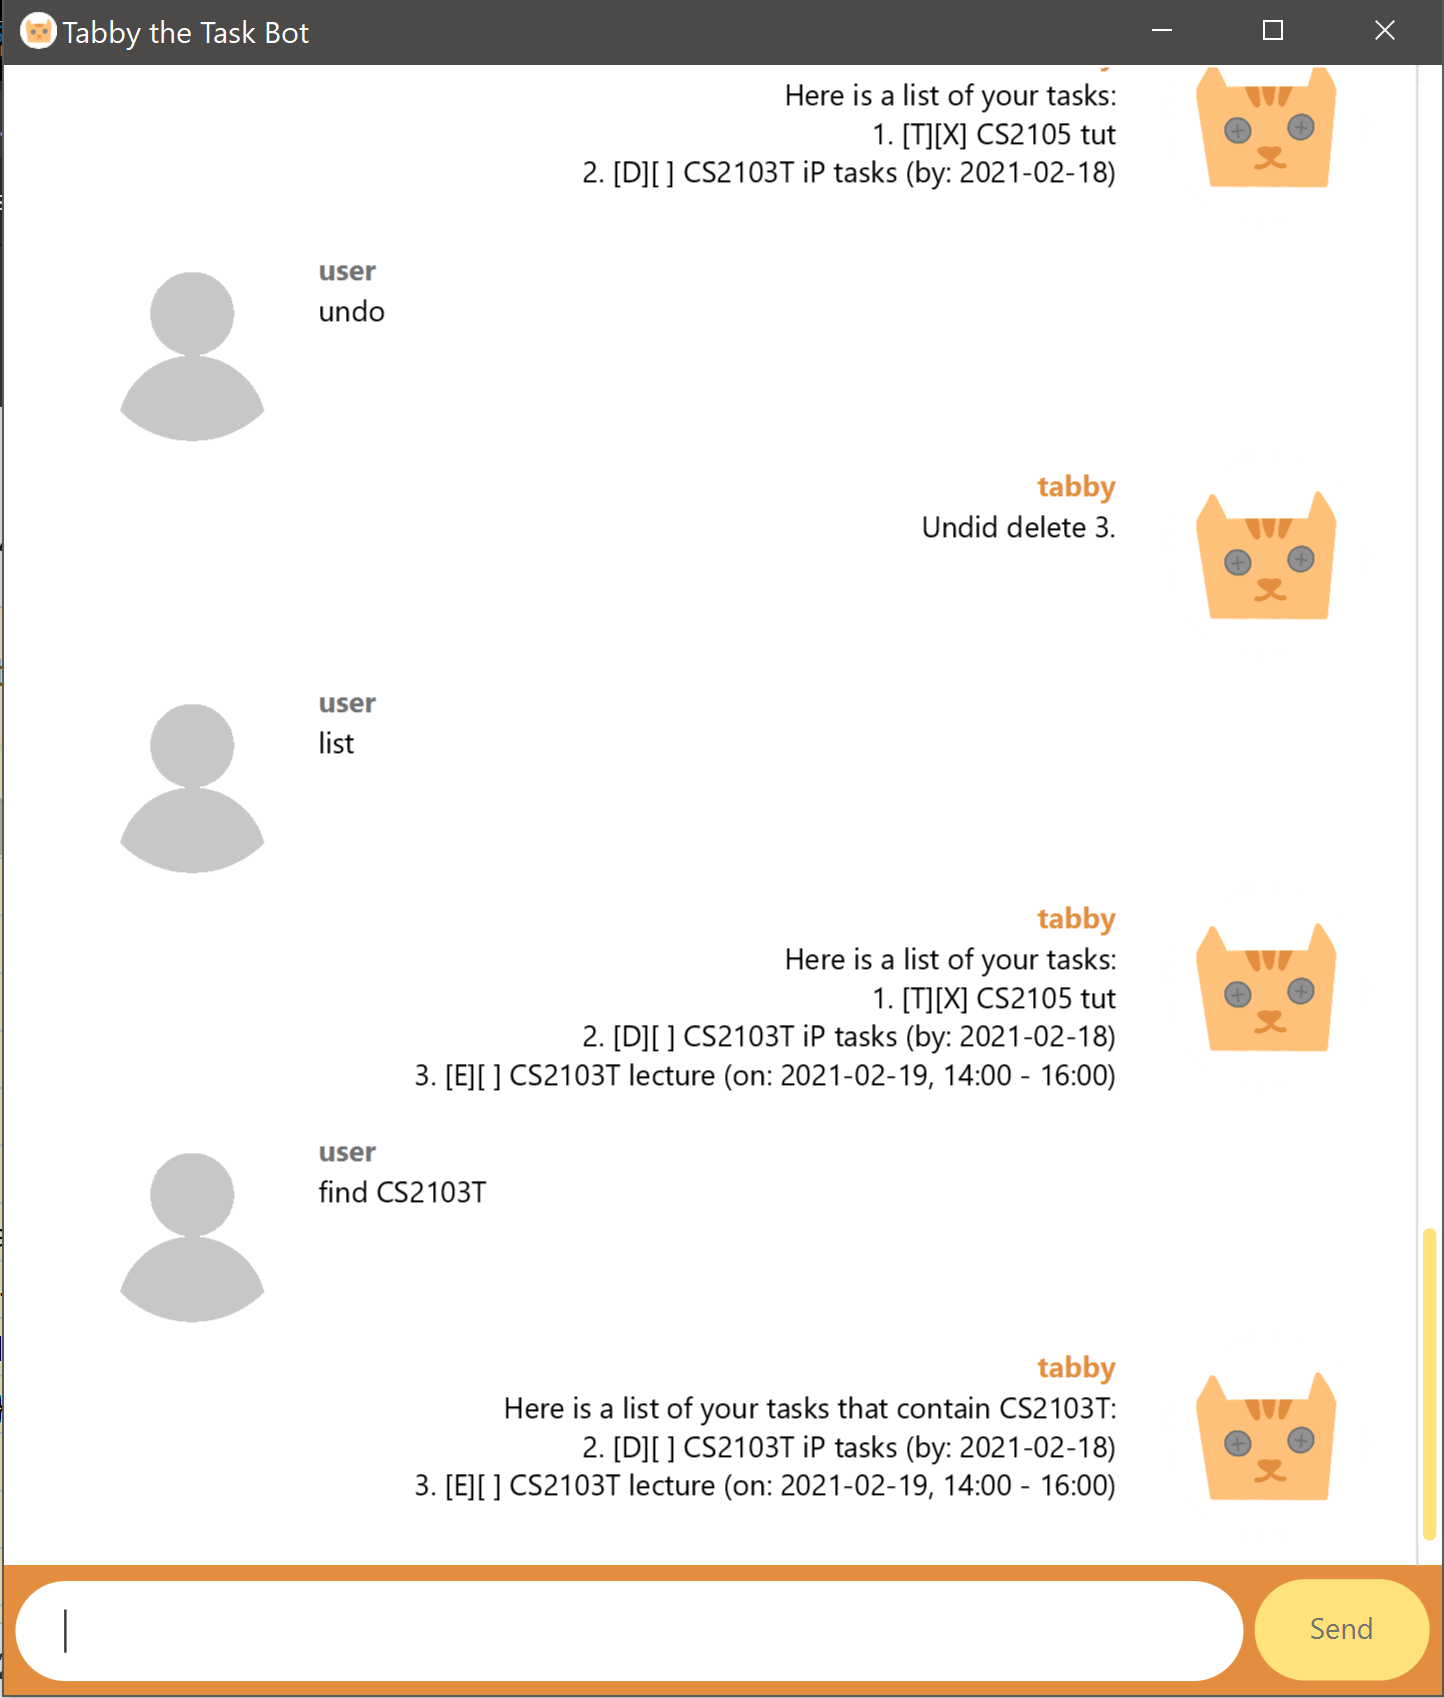 Tabby the Task Bot
Here is a list of your tasks:
1. [T][X] CS2105 tut
2. [D][ ] CS2103T iP tasks (by: 2021-02-18)
user
undo
tabby
Undid delete 3.
user
list
tabby
Here is a list of your tasks:
1. [T][X] CS2105 tut
2. [D][ ] CS2103T iP tasks (by: 2021-02-18)
3. [E][ ] CS2103T lecture (on: 2021-02-19, 14:00 - 16:00)
user
find CS2103T
tabby
Here is a list of your tasks that contain CS2103T:
2. [D][ ] CS2103T iP tasks (by: 2021-02-18)
3. [E][ ] CS2103T lecture (on: 2021-02-19, 14:00 - 16:00)
Send